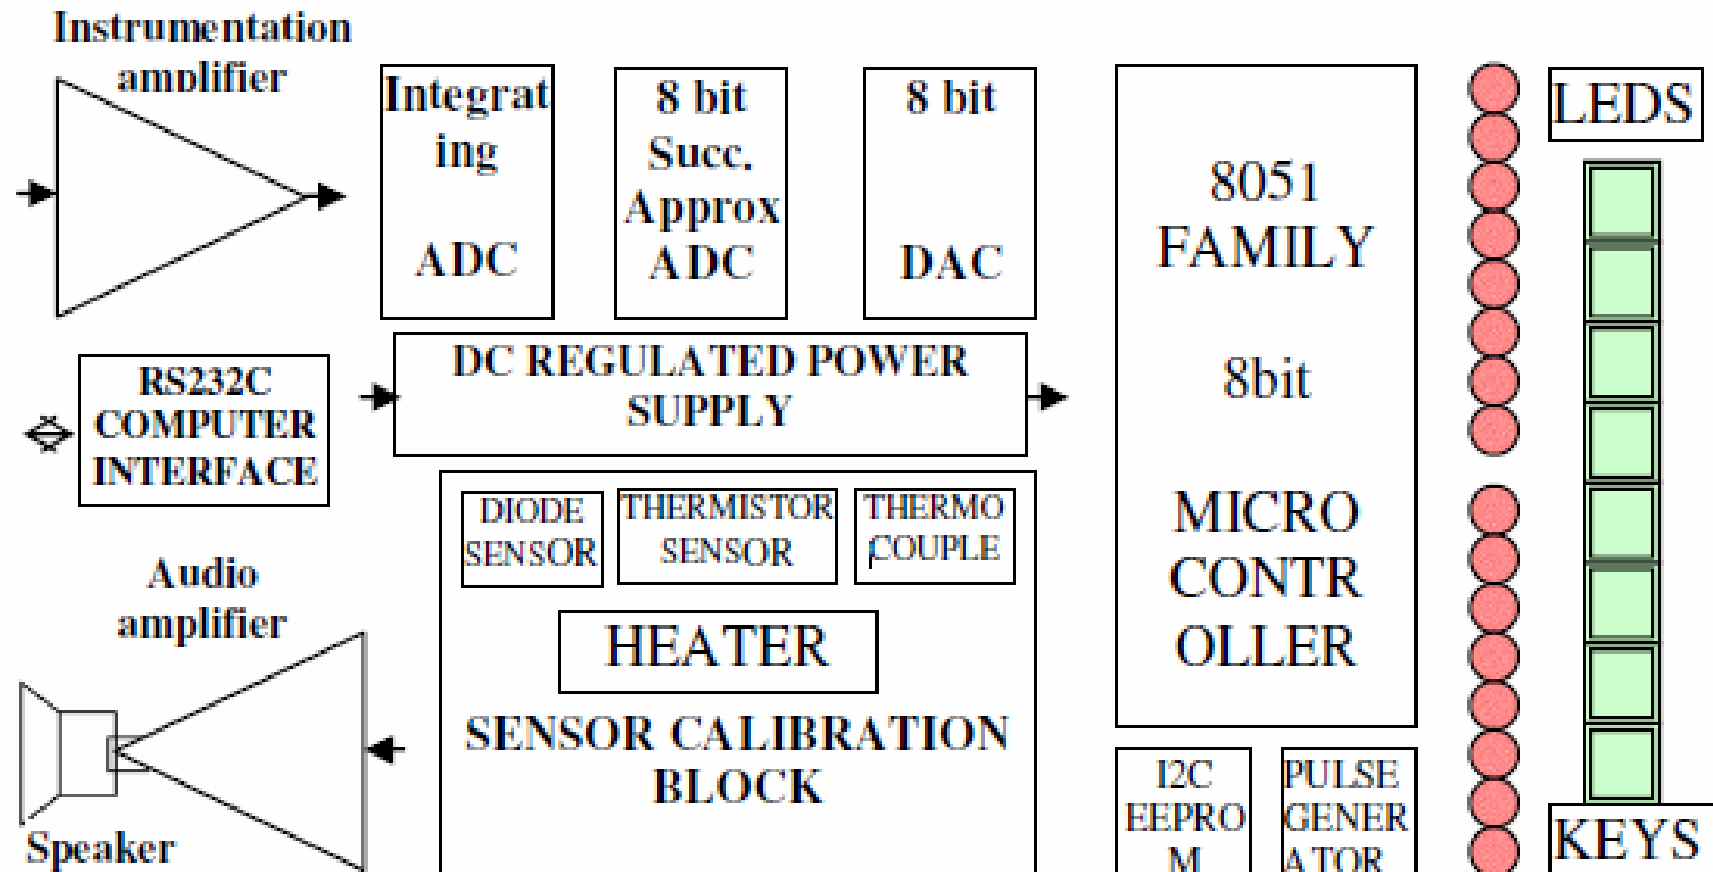 Instrumentation
amplifier
Integrat
ing
ADC
8 bit
Succ.
Approx
ADC
8 bit
DAC
8051
FAMILY
8bit
MICRO
CONTR
OLLER
LEDS
RS232C
COMPUTER
INTERFACE
DC REGULATED POWER
SUPPLY
DIODE
SENSOR
THERMISTOR
SENSOR
THERMO
COUPLE
HEATER
SENSOR CALIBRATION
BLOCK
Audio
amplifier
Speaker
I2C
EEPRO
M
PULSE
GENER
ATOR
KEYS